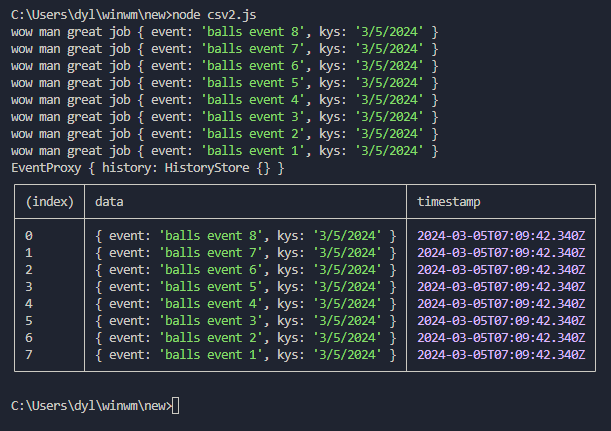 C:\Users\dyl\winwm\new>node csv2.js
wow man great job { event: 'balls event 8', kys: '3/5/2024' }
wow man great job { event: 'balls event 7', kys: '3/5/2024' }
wow man great job { event: 'balls event 6', kys: '3/5/2024' }
wow man great job { event: 'balls event 5', kys: '3/5/2024' }
wow man great job { event: 'balls event 4', kys: '3/5/2024' }
wow man great job { event: 'balls event 3', kys: '3/5/2024' }
wow man great job { event: 'balls event 2', kys: '3/5/2024' }
wow man great job { event: 'balls event 1', kys: '3/5/2024' }
EventProxy { history: HistoryStore {} }
(index) data timestamp
0 { event: 'balls event 8', kys: '3/5/2024' } 2024-03-05T07:09:42.340Z
1 { event: 'balls event 7', kys: '3/5/2024' } 2024-03-05T07:09:42.340Z
2 { event: 'balls event 6', kys: '3/5/2024' } 2024-03-05T07:09:42.340Z
3 { event: 'balls event 5', kys: '3/5/2024' } 2024-03-05T07:09:42.340Z
4 { event: 'balls event 4', kys: '3/5/2024' } 2024-03-05T07:09:42.340Z
5 { event: 'balls event 3', kys: '3/5/2024' } 2024-03-05T07:09:42.340Z
6 { event: 'balls event 2', kys: '3/5/2024' } 2024-03-05T07:09:42.340Z
7 { event: 'balls event 1', kys: '3/5/2024' } 2024-03-05T07:09:42.340Z
C:\Users\dyl\winwm\new>